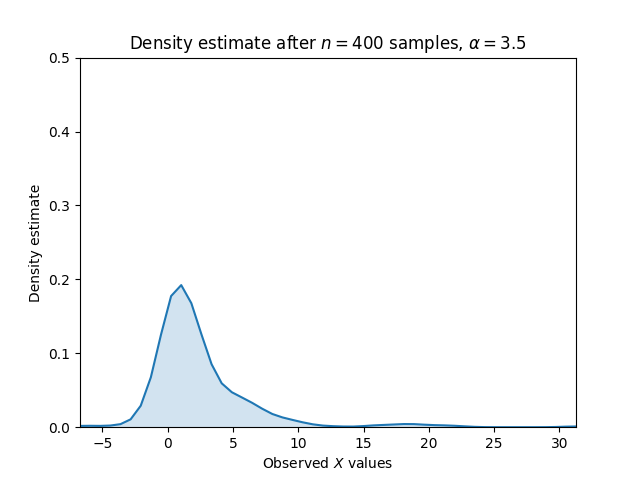 Density estimate after n = 400 samples, α = 3.5
0.5
0.4
0.3
0.2
0.1
0.0
Density estimate
−5 0 5 10 15 20 25 30
Observed X values